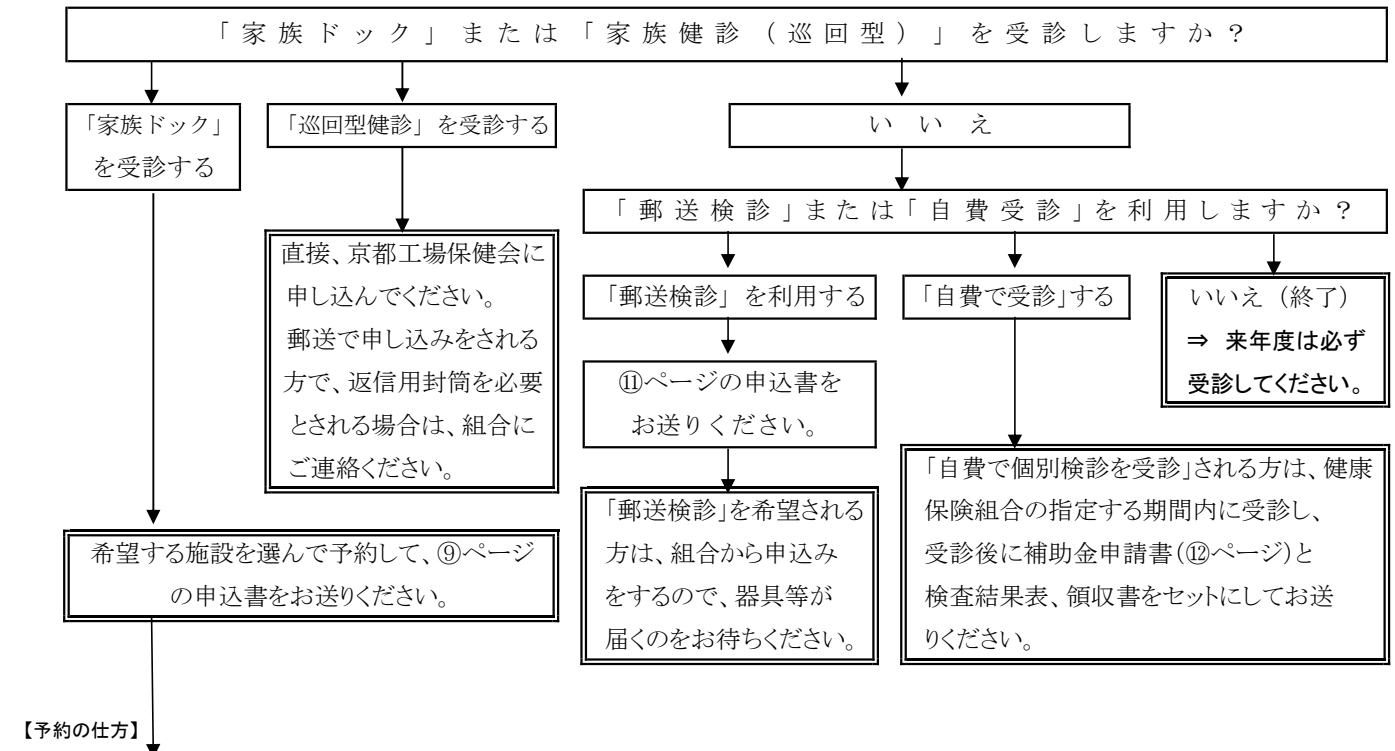 「家族ドック」または「家族健診（巡回型）」を受診しますか？
「家族ドック」
を受診する
「巡回型健診」を受診する
いいえ
「郵送検診」または「自費受診」を利用しますか？
直接、京都工場保健会に
申し込んでください。
郵送で申し込みをされる
方で、返信用封筒を必要
とされる場合は、組合に
ご連絡ください。
「郵送検診」を利用する
「自費で受診」する
いいえ（終了）
⇒ 来年度は必ず
受診してください。
⑪ページの申込書を
お送りください。
「郵送検診」を希望される
方は、組合から申込み
をするので、器具等が
届くのをお待ちください。
「自費で個別検診を受診」される方は、健康
保険組合の指定する期間内に受診し、
受診後に補助金申請書（⑫ページ）と
検査結果表、領収書をセットにしてお送
りください。
希望する施設を選んで予約して、⑨ページ
の申込書をお送りください。
【予約の仕方】